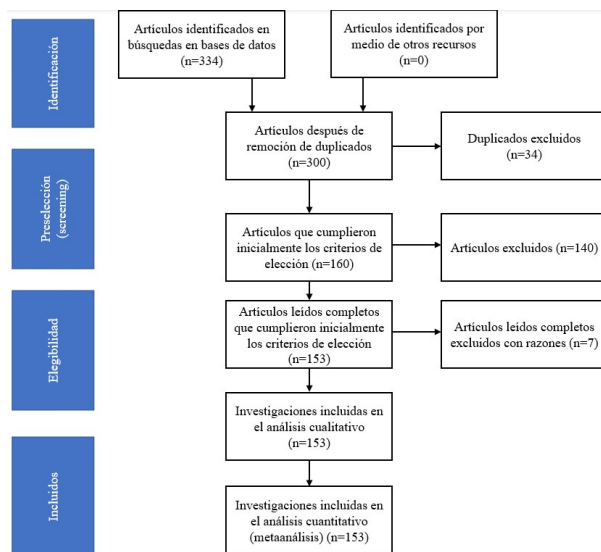 Identificación
Artículos identificados en
búsquedas en bases de datos
(n=334)
Artículos identificados por
medio de otros recursos
(n=0)
Artículos después de
remoción de duplicados
(n=300)
Duplicados excluidos
(n=34)
Preselección
(screening)
Artículos que cumplieron
inicialmente los criterios de
elección (n=160)
Artículos excluidos (n=140)
Elegibilidad
Artículos leídos completos
que cumplieron inicialmente
los criterios de elección
(n=153)
Artículos leídos completos
excluidos con razones (n=7)
Investigaciones incluidas en
el análisis cualitativo
(n=153)
Incluidos
Investigaciones incluidas en
el análisis cuantitativo
(metaanálisis) (n=153)